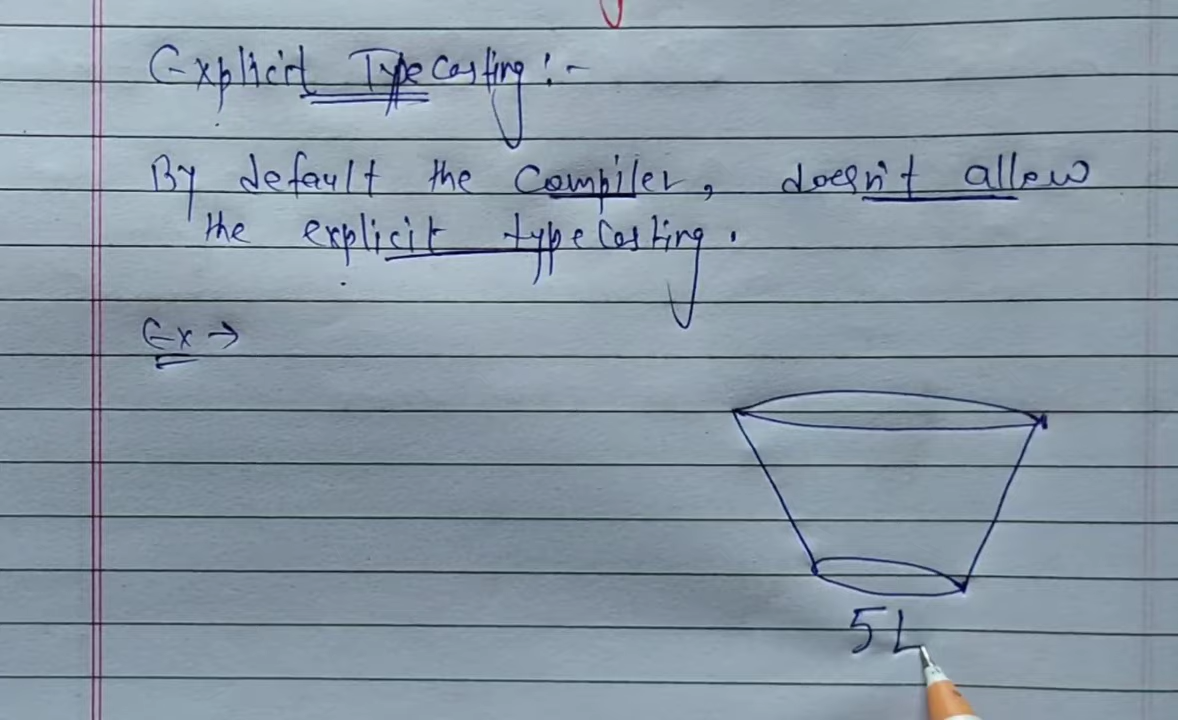 Explicit Typecasting :-
By default the Compiler, doesn't allow
the explicit typecasting.
Ex →
5L